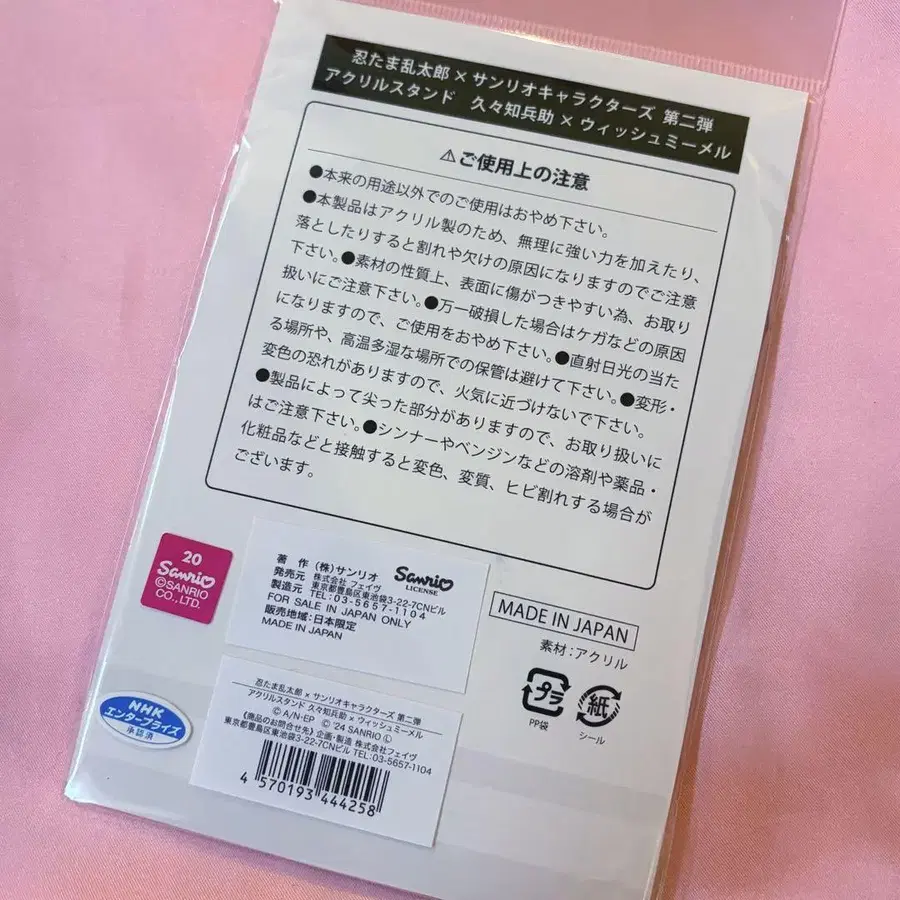 忍たま乱太郎×サンリオキャラクターズ 第二弾
アクリルスタンド 久々知兵助×ウィッシュミーメル
⚠ご使用上の注意
●本来の用途以外でのご使用はおやめ下さい。
●本製品はアクリル製のため、無理に強い力を加えたり、
落としたりすると割れや欠けの原因になりますのでご注意
下さい。●素材の性質上、表面に傷がつきやすい為、お取り
扱いにご注意下さい。●万一破損した場合はケガなどの原因
になりますので、ご使用をおやめ下さい。●直射日光の当た
る場所や、高温多湿な場所での保管は避けて下さい。●変形・
変色の恐れがありますので、火気に近づけないで下さい。
●製品によって尖った部分がありますので、お取り扱いに
はご注意下さい。●シンナーやベンジンなどの溶剤や薬品・
化粧品などと接触すると変色、変質、ヒビ割れする場合が
ございます。
20
Sanrio
©SANRIO
CO.,LTD.
著 作 (株)サンリオ
発売元 株式会社 フェイヴ
製造元 東京都豊島区東池袋3-22-7CNビル
TEL:03-5657-1104
FOR SALE IN JAPAN ONLY
販売地域:日本限定
MADE IN JAPAN
Sanrio
LICENSE
MADE IN JAPAN
素材:アクリル
プラ
PP袋
紙
シール
NHK
エンタープライズ
承認済
忍たま乱太郎×サンリオキャラクターズ 第二弾
アクリルスタンド 久々知兵助×ウィッシュミーメル
©A/N・EP ©'24 SANRIO Ⓛ
《商品のお問合せ先》企画・製造 株式会社フェイヴ
東京都豊島区東池袋3-22-7CNビル TEL:03-5657-1104
4 570193 444258